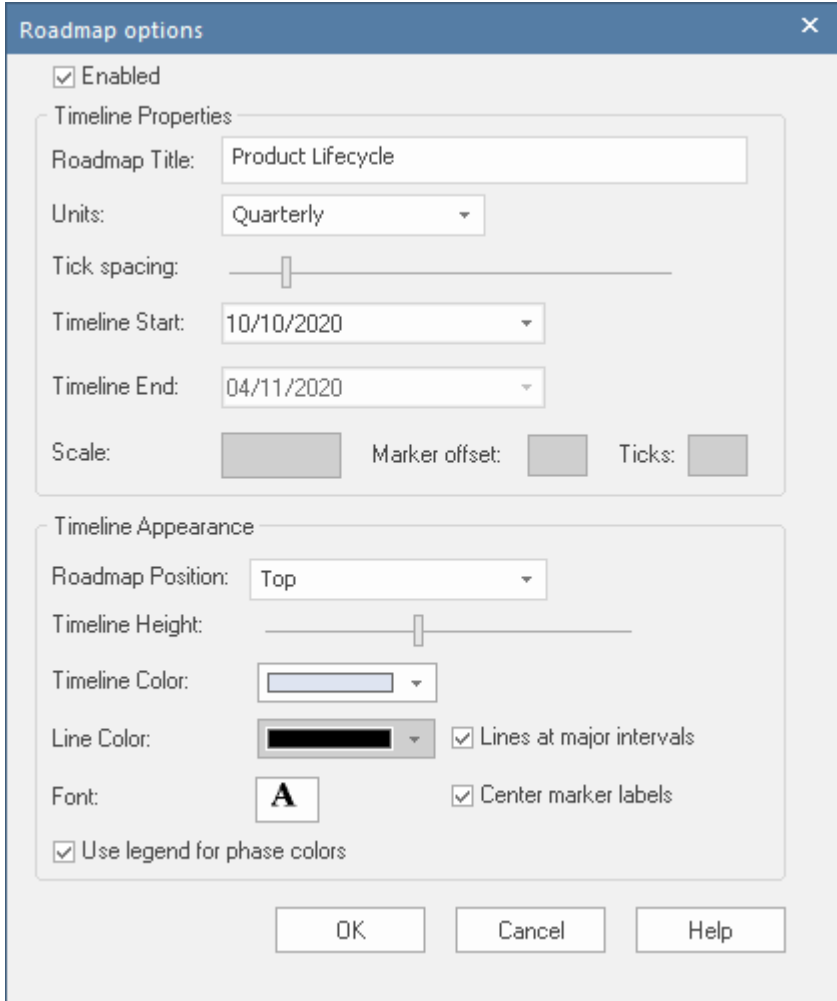 Roadmap options
Enabled
Timeline Properties
Roadmap Title: Product Lifecycle
Units: Quarterly
Tick spacing:
Timeline Start: 10/10/2020
Timeline End: 04/11/2020
Scale: Marker offset: Ticks:
Timeline Appearance
Roadmap Position: Top
Timeline Height:
Timeline Color:
Line Color: Lines at major intervals
Font: A Center marker labels
Use legend for phase colors
OK Cancel Help